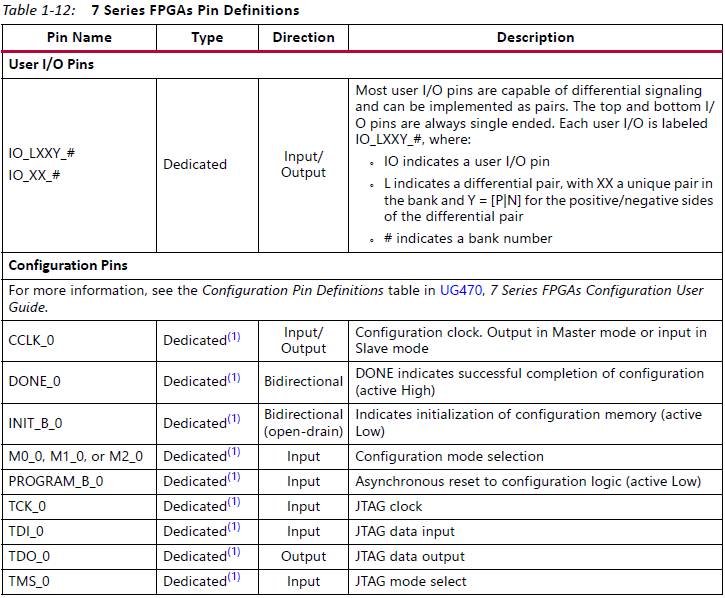 Table 1-12: 7 Series FPGAs Pin Definitions
Pin Name Type Direction Description
User I/O Pins
IO_LXXY_#
IO_XX_#
Dedicated
Input/
Output
Most user I/O pins are capable of differential signaling
and can be implemented as pairs. The top and bottom I/
O pins are always single ended. Each user I/O is labeled
IO_LXXY_#, where:
◦ IO indicates a user I/O pin
◦ L indicates a differential pair, with XX a unique pair in
the bank and Y = [P|N] for the positive/negative sides
of the differential pair
◦ # indicates a bank number
Configuration Pins
For more information, see the Configuration Pin Definitions table in UG470, 7 Series FPGAs Configuration User
Guide.
CCLK_0
Dedicated(1)
Input/
Output
Configuration clock. Output in Master mode or input in
Slave mode
DONE_0
Dedicated(1)
Bidirectional
DONE indicates successful completion of configuration
(active High)
INIT_B_0
Dedicated(1)
Bidirectional
(open-drain)
Indicates initialization of configuration memory (active
Low)
M0_0, M1_0, or M2_0 Dedicated(1) Input Configuration mode selection
PROGRAM_B_0 Dedicated(1) Input Asynchronous reset to configuration logic (active Low)
TCK_0 Dedicated(1) Input JTAG clock
TDI_0 Dedicated(1) Input JTAG data input
TDO_0 Dedicated(1) Output JTAG data output
TMS_0 Dedicated(1) Input JTAG mode select